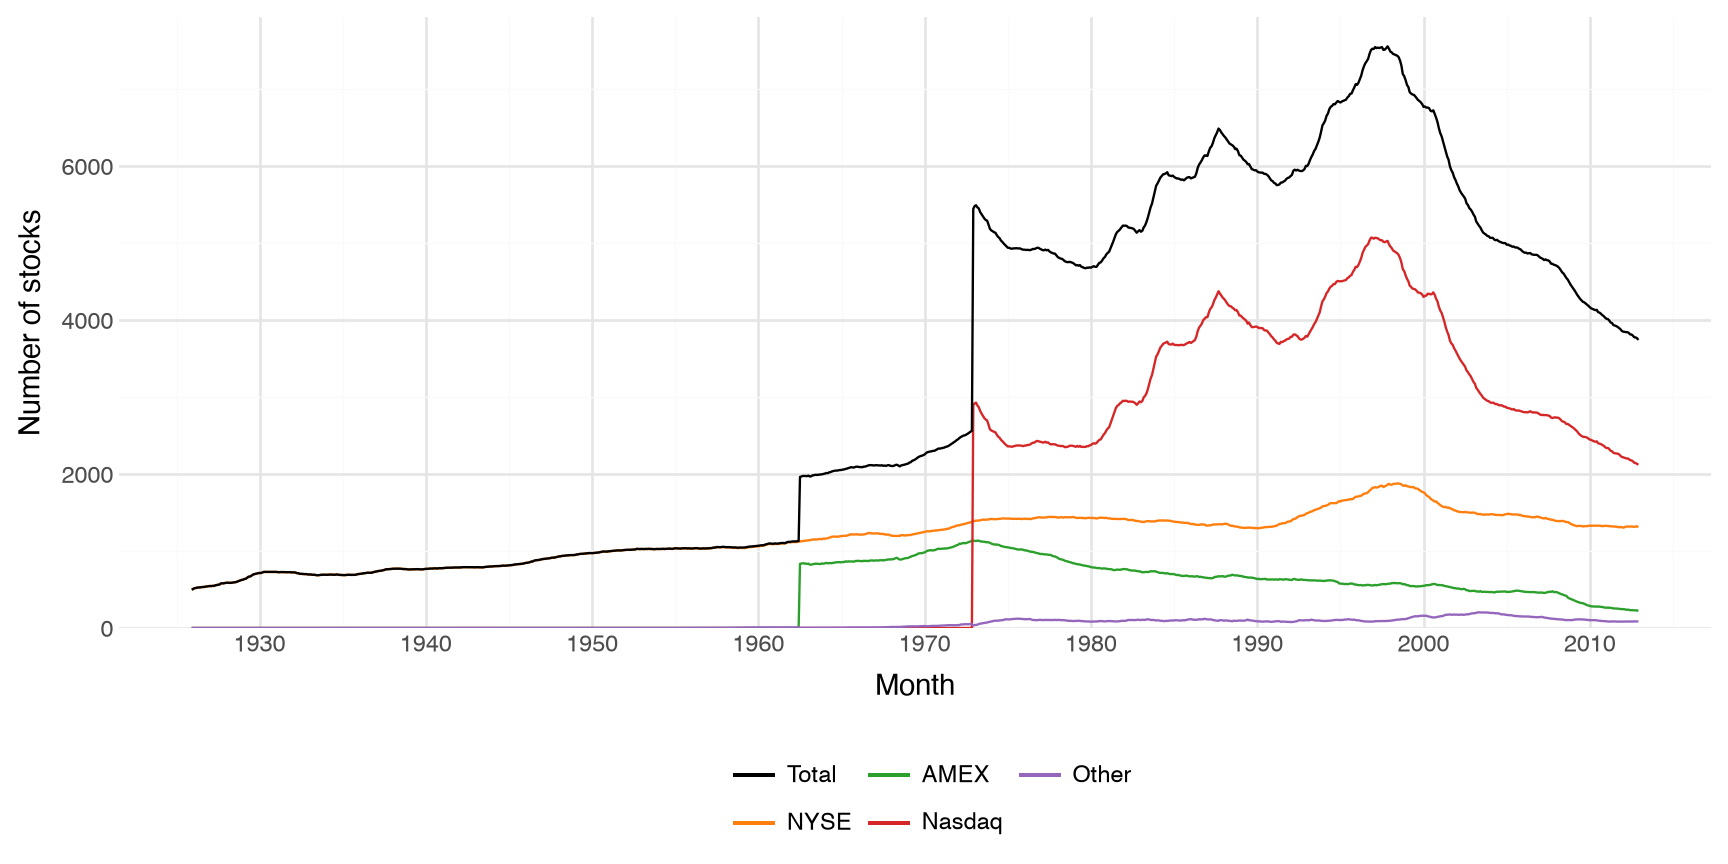 Number of stocks
6000
4000
2000
0
1930 1940 1950 1960 1970 1980 1990 2000 2010
Month
Total AMEX Other
NYSE Nasdaq